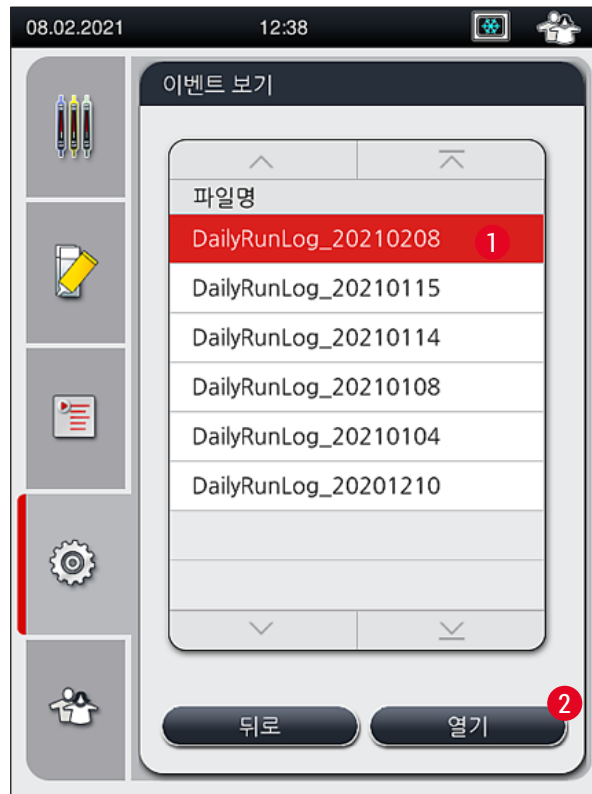 08.02.2021 12:38
이벤트 보기
파일명
DailyRunLog_20210208 1
DailyRunLog_20210115
DailyRunLog_20210114
DailyRunLog_20210108
DailyRunLog_20210104
DailyRunLog_20201210
2
뒤로 열기